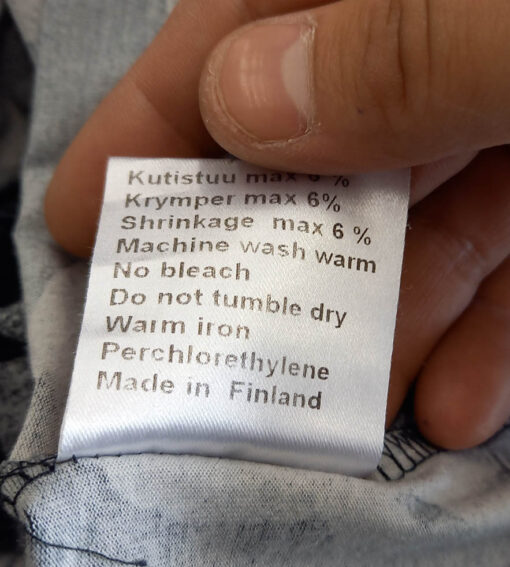 Kutistuu max 6 %
Krymper max 6%
Shrinkage max 6 %
Machine wash warm
No bleach
Do not tumble dry
Warm iron
Perchlorethylene
Made in Finland